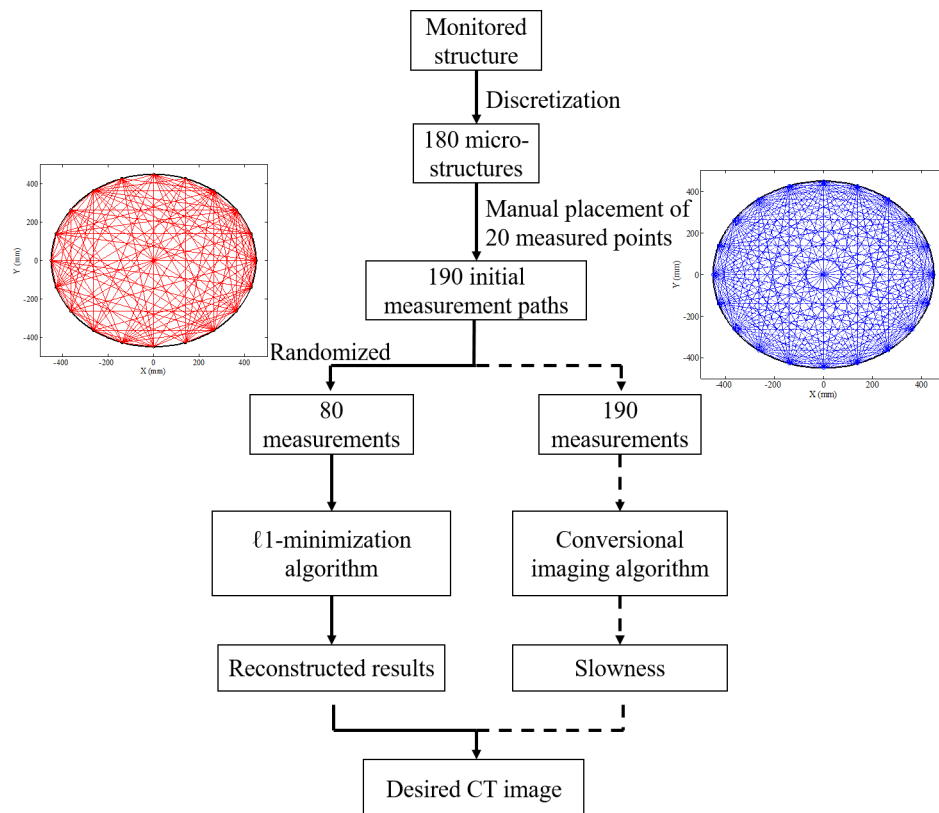 Monitored
structure
Discretization
180 micro-
structures
Manual placement of
20 measured points
190 initial
measurement paths
Randomized
80
measurements
190
measurements
ℓ1-minimization
algorithm
Conversional
imaging algorithm
Reconstructed results
Slowness
Desired CT image
400
200
0
-200
-400
Y (mm)
-400
-200
0
200
400
X (mm)
400
200
0
-200
-400
Y (mm)
-400
-200
0
200
400
X (mm)